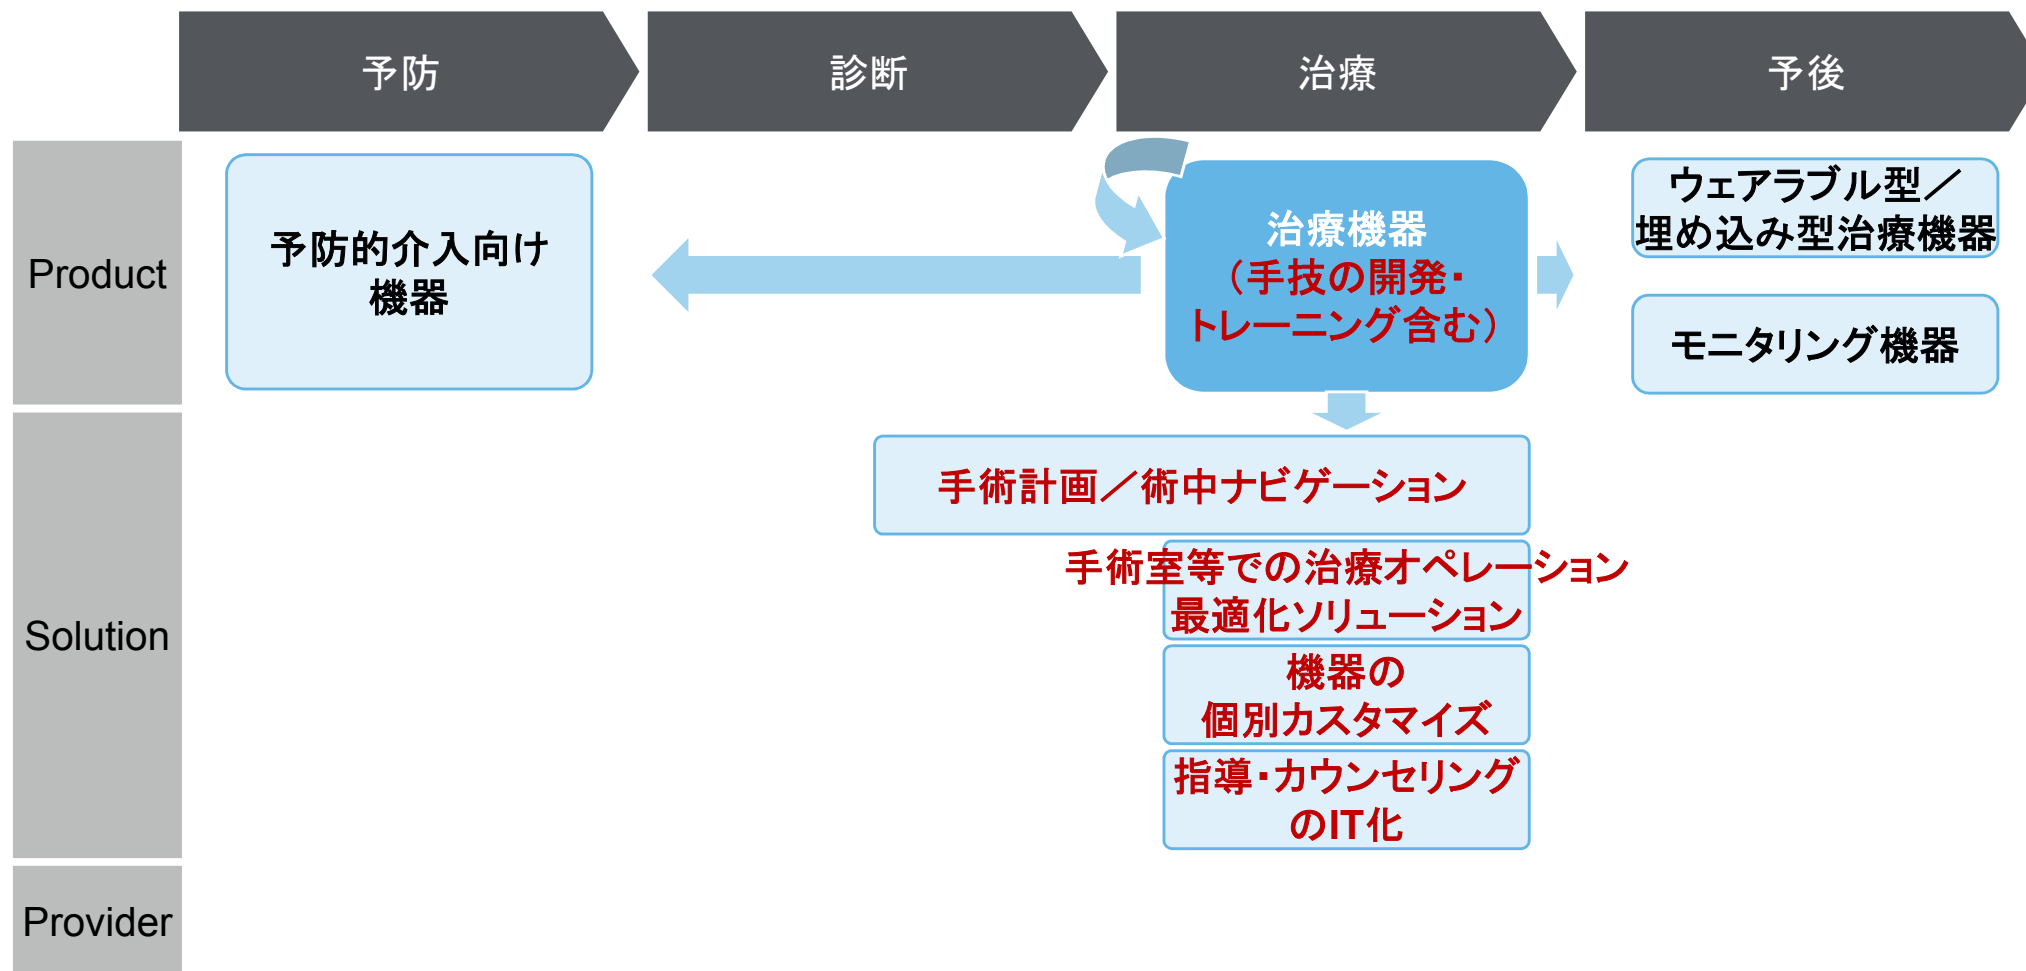 予防
診断
治療
予後
Product
予防的介入向け
機器
治療機器
（手技の開発・
トレーニング含む）
ウェアラブル型／
埋め込み型治療機器
モニタリング機器
Solution
手術計画／術中ナビゲーション
手術室等での治療オペレーション
最適化ソリューション
機器の
個別カスタマイズ
指導・カウンセリング
のIT化
Provider